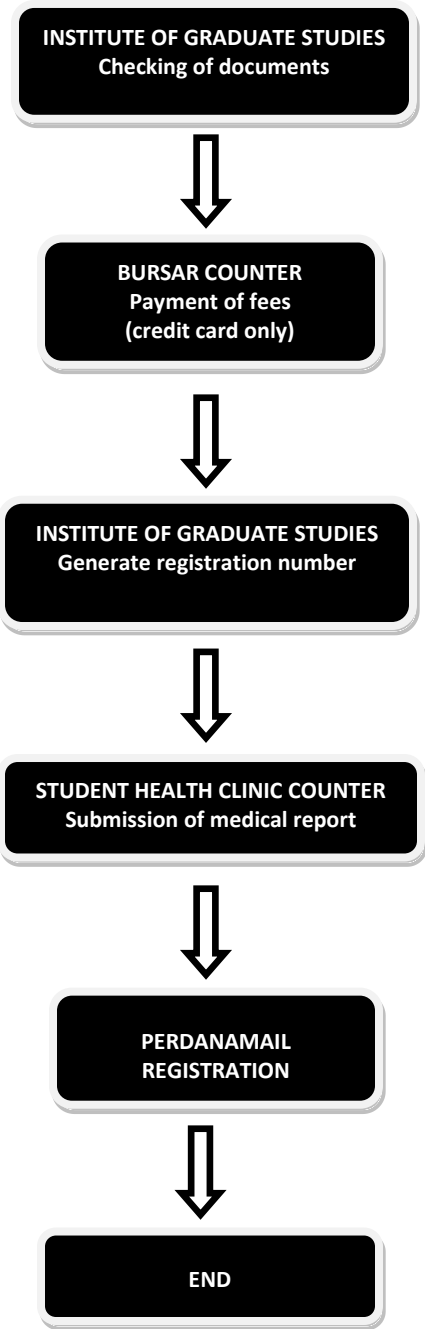 INSTITUTE OF GRADUATE STUDIES
Checking of documents
BURSAR COUNTER
Payment of fees
(credit card only)
INSTITUTE OF GRADUATE STUDIES
Generate registration number
STUDENT HEALTH CLINIC COUNTER
Submission of medical report
PERDANAMAIL
REGISTRATION
END